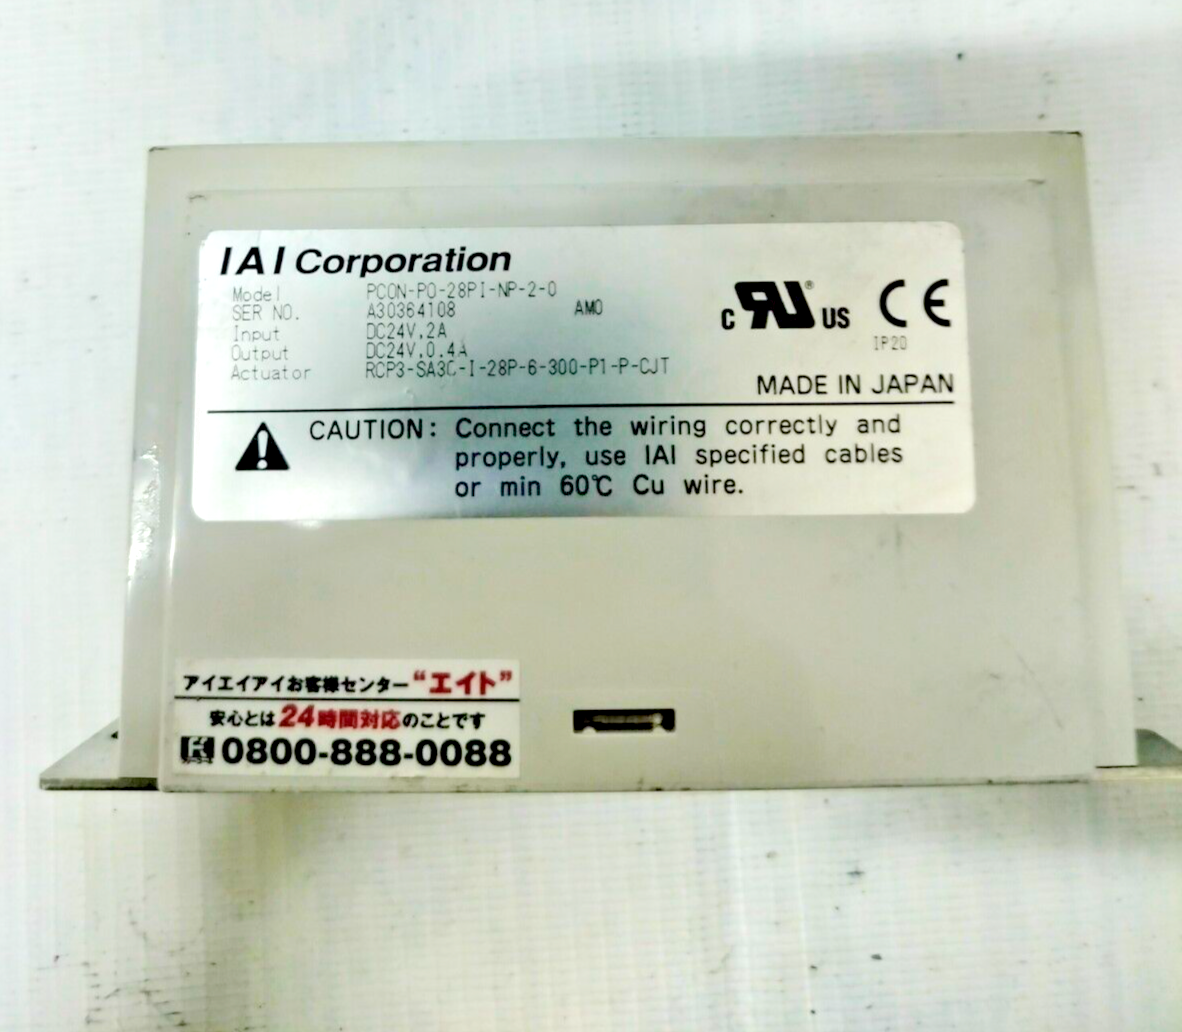 IAI Corporation
Model PCON-PO-28PI-NP-2-0
SER NO. A30364108 AM0
Input DC24V,2A
Output DC24V,0.4A
Actuator RCP3-SA3C-I-28P-6-300-P1-P-CJT
c RU ® US CE
IP20
MADE IN JAPAN
CAUTION: Connect the wiring correctly and
properly, use IAI specified cables
or min 60℃ Cu wire.
アイエイアイお客様センター“エイト”
安心とは24時間対応のことです
0800-888-0088